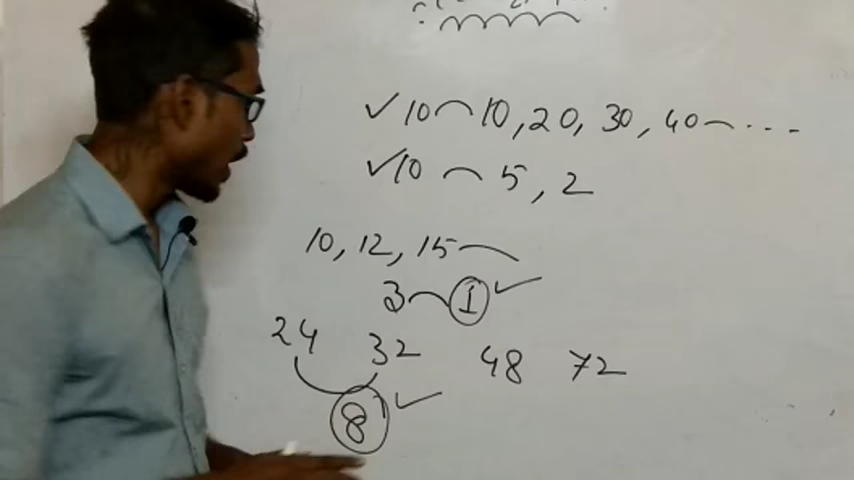 ✓10⌒10, 20, 30, 40⌒...
✓10⌒5, 2
10, 12, 15⌒
3⌒1✓
24 32 48 72
8✓